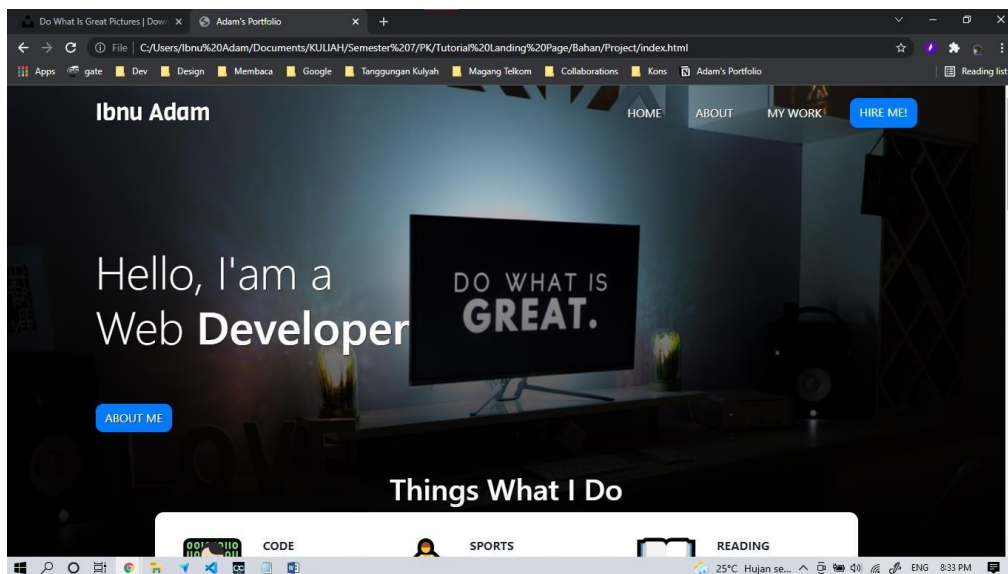 Do What Is Great Pictures | Down
Adam's Portfolio
File | C:/Users/Ibnu%20Adam/Documents/KULIAH/Semester%207/PK/Tutorial%20Landing%20Page/Bahan/Project/index.html
Apps gate Dev Design Membaca Google Tanggungan Kulyah Magang Telkom Collaborations Kons Adam's Portfolio Reading list
Ibnu Adam
HOME ABOUT MY WORK HIRE ME!
DO WHAT IS
GREAT.
Hello, I'am a
Web Developer
ABOUT ME
LOVE
Things What I Do
CODE SPORTS READING
25°C Hujan se... ENG 8:33 PM